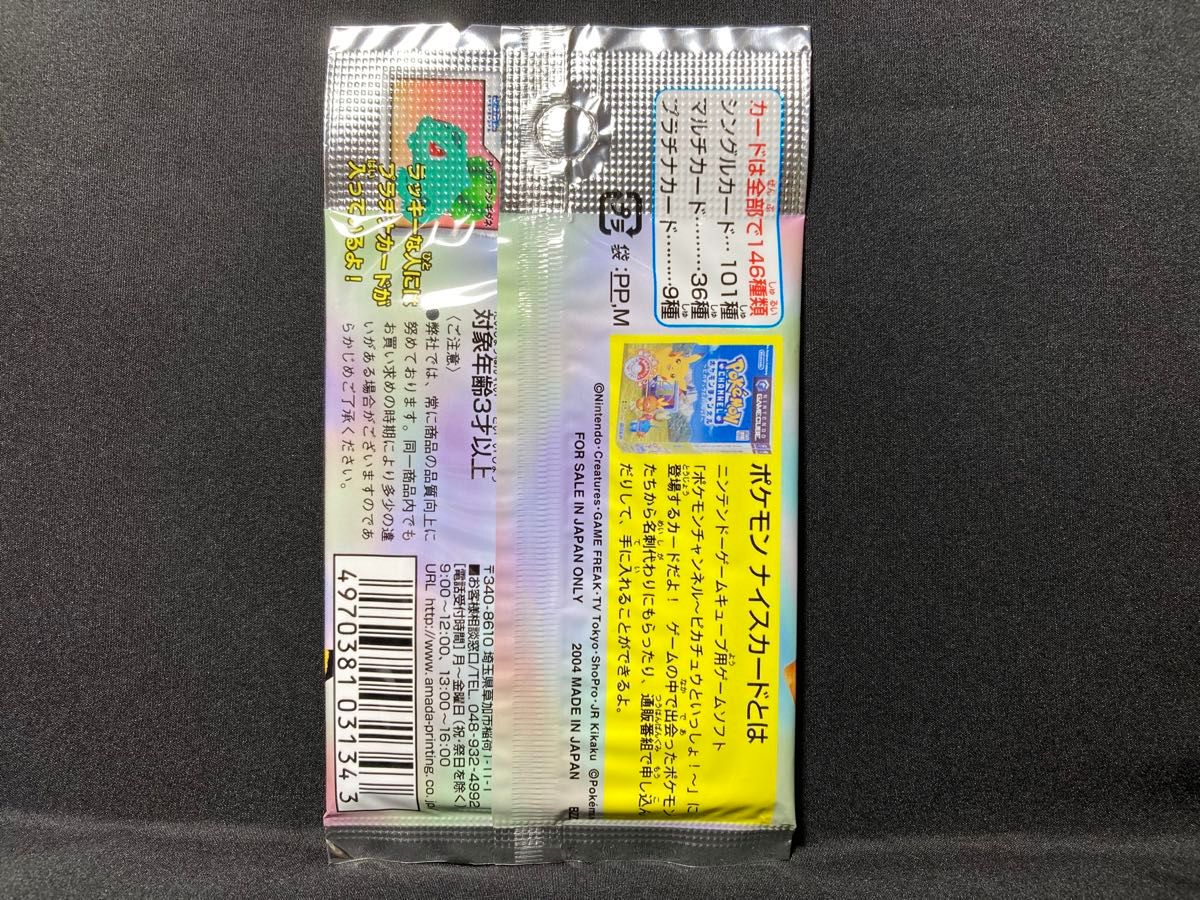 カードは全部で146種類
シングルカード…101種
マルチカード………36種
プラチナカード……9種
プラ
袋:PP,M
NINTENDO
GAMECUBE
Nintendo
POKéMON
CHANNEL
ポケモンチャンネル
ポケモン ナイスカードとは
ニンテンドーゲームキューブ用ゲームソフト
「ポケモンチャンネル〜ピカチュウといっしょ!〜」に
登場するカードだよ! ゲームの中で出会ったポケモン
たちから名刺代わりにもらったり、通販番組で申し込ん
だりして、手に入れることができるよ。
©Nintendo・Creatures・GAME FREAK・TV Tokyo・ShoPro・JR Kikaku ©Pokém
FOR SALE IN JAPAN ONLY 2004 MADE IN JAPAN
ラッキーな人には
プラチナカードが
入っているよ!
対象年齢3才以上
〈ご注意〉
●弊社では、常に商品の品質向上に
努めております。同一商品内でも
お買い求めの時期により多少の違
いがある場合がございますのであ
らかじめご了承ください。
〒340-8610 埼玉県草加市稲荷1-11-1
■お客様相談窓口/TEL. 048-932-4992
[電話受付時間] 月〜金曜日(祝・祭日を除く)
9:00〜12:00、13:00〜16:00
URL http://www.amada-printing.co.jp/
4970381031343